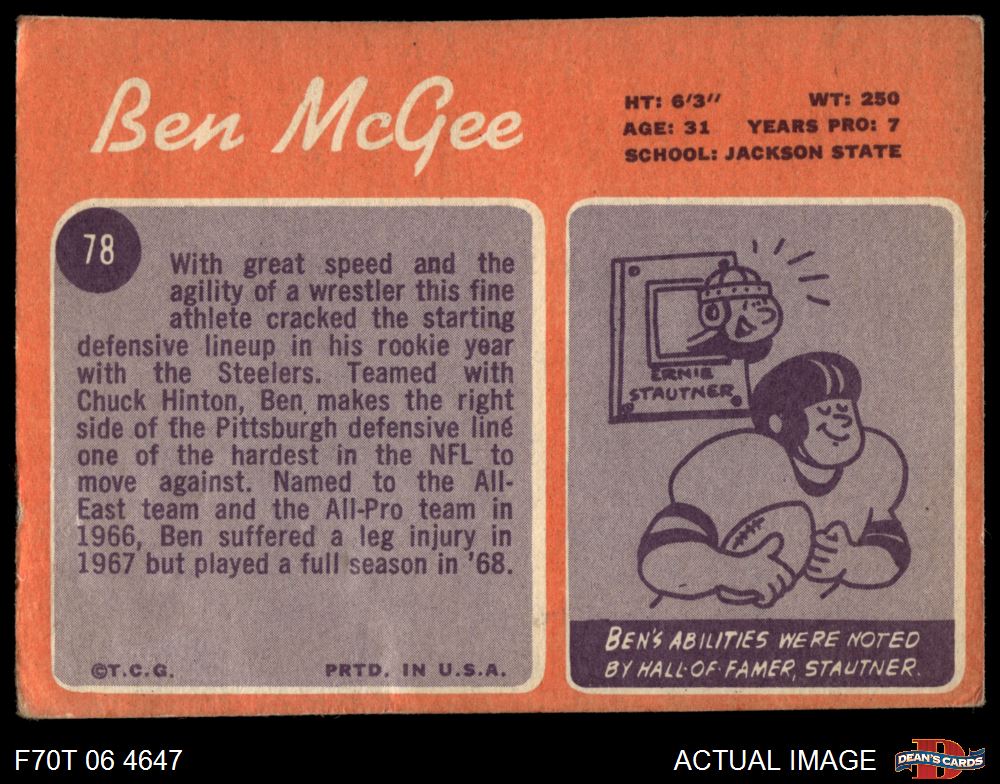 Ben McGee
HT: 6'3" WT: 250
AGE: 31 YEARS PRO: 7
SCHOOL: JACKSON STATE
78
With great speed and the
agility of a wrestler this fine
athlete cracked the starting
defensive lineup in his rookie year
with the Steelers. Teamed with
Chuck Hinton, Ben makes the right
side of the Pittsburgh defensive line
one of the hardest in the NFL to
move against. Named to the All-
East team and the All-Pro team in
1966, Ben suffered a leg injury in
1967 but played a full season in '68.
©T.C.G. PRTD. IN U.S.A.
ERNIE
STAUTNER
BEN'S ABILITIES WERE NOTED
BY HALL-OF-FAMER, STAUTNER.
F70T 06 4647
ACTUAL IMAGE
D
DEAN'S CARDS